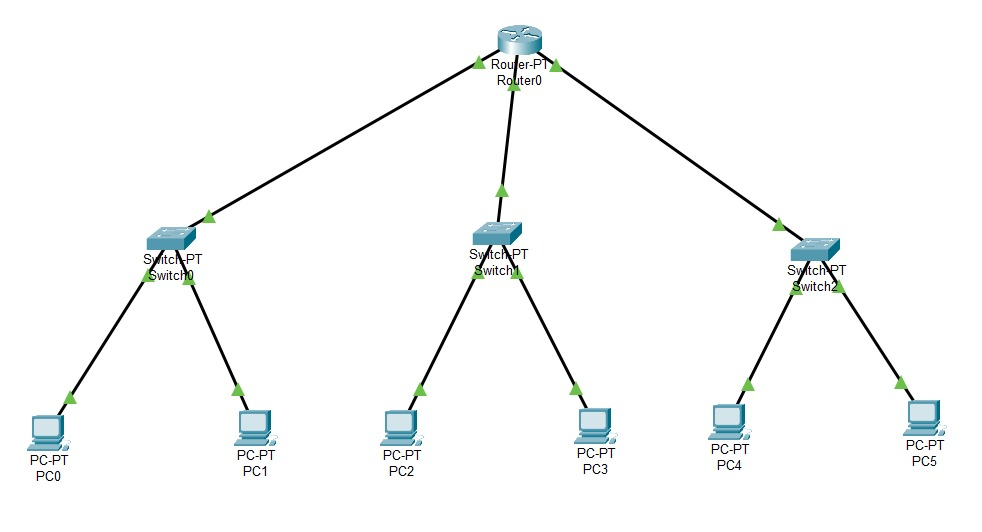 Router-PT
Router0
Switch-PT
Switch0
Switch-PT
Switch1
Switch-PT
Switch2
PC-PT
PC0
PC-PT
PC1
PC-PT
PC2
PC-PT
PC3
PC-PT
PC4
PC-PT
PC5